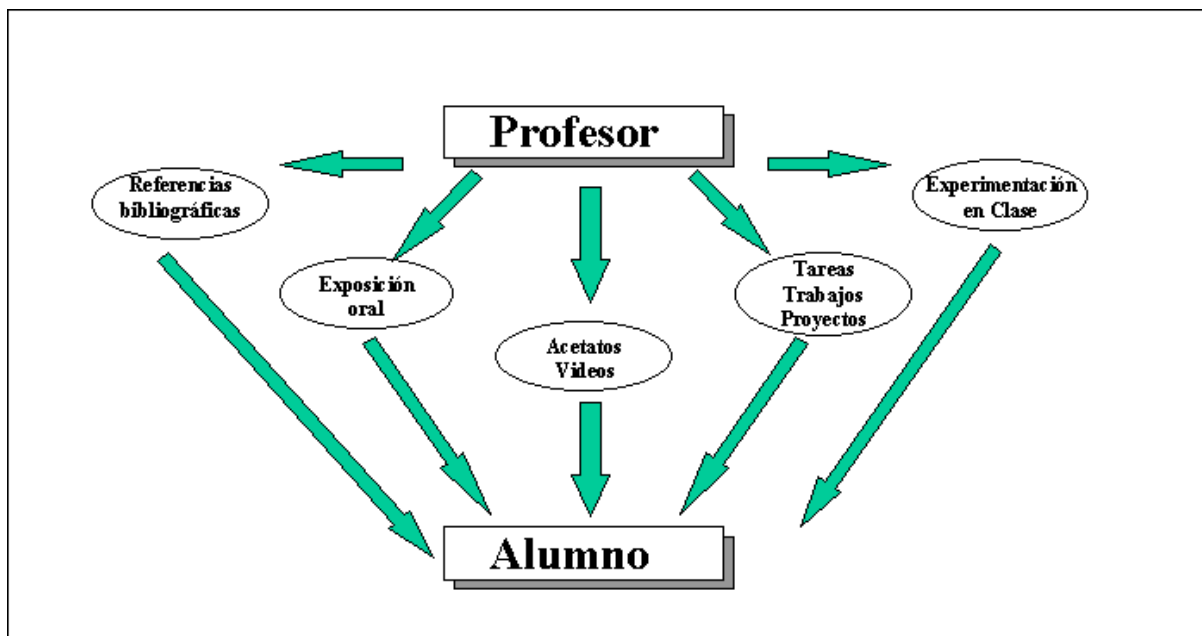 Profesor
Referencias
bibliográficas
Experimentación
en Clase
Exposición
oral
Tareas
Trabajos
Proyectos
Acetatos
Videos
Alumno